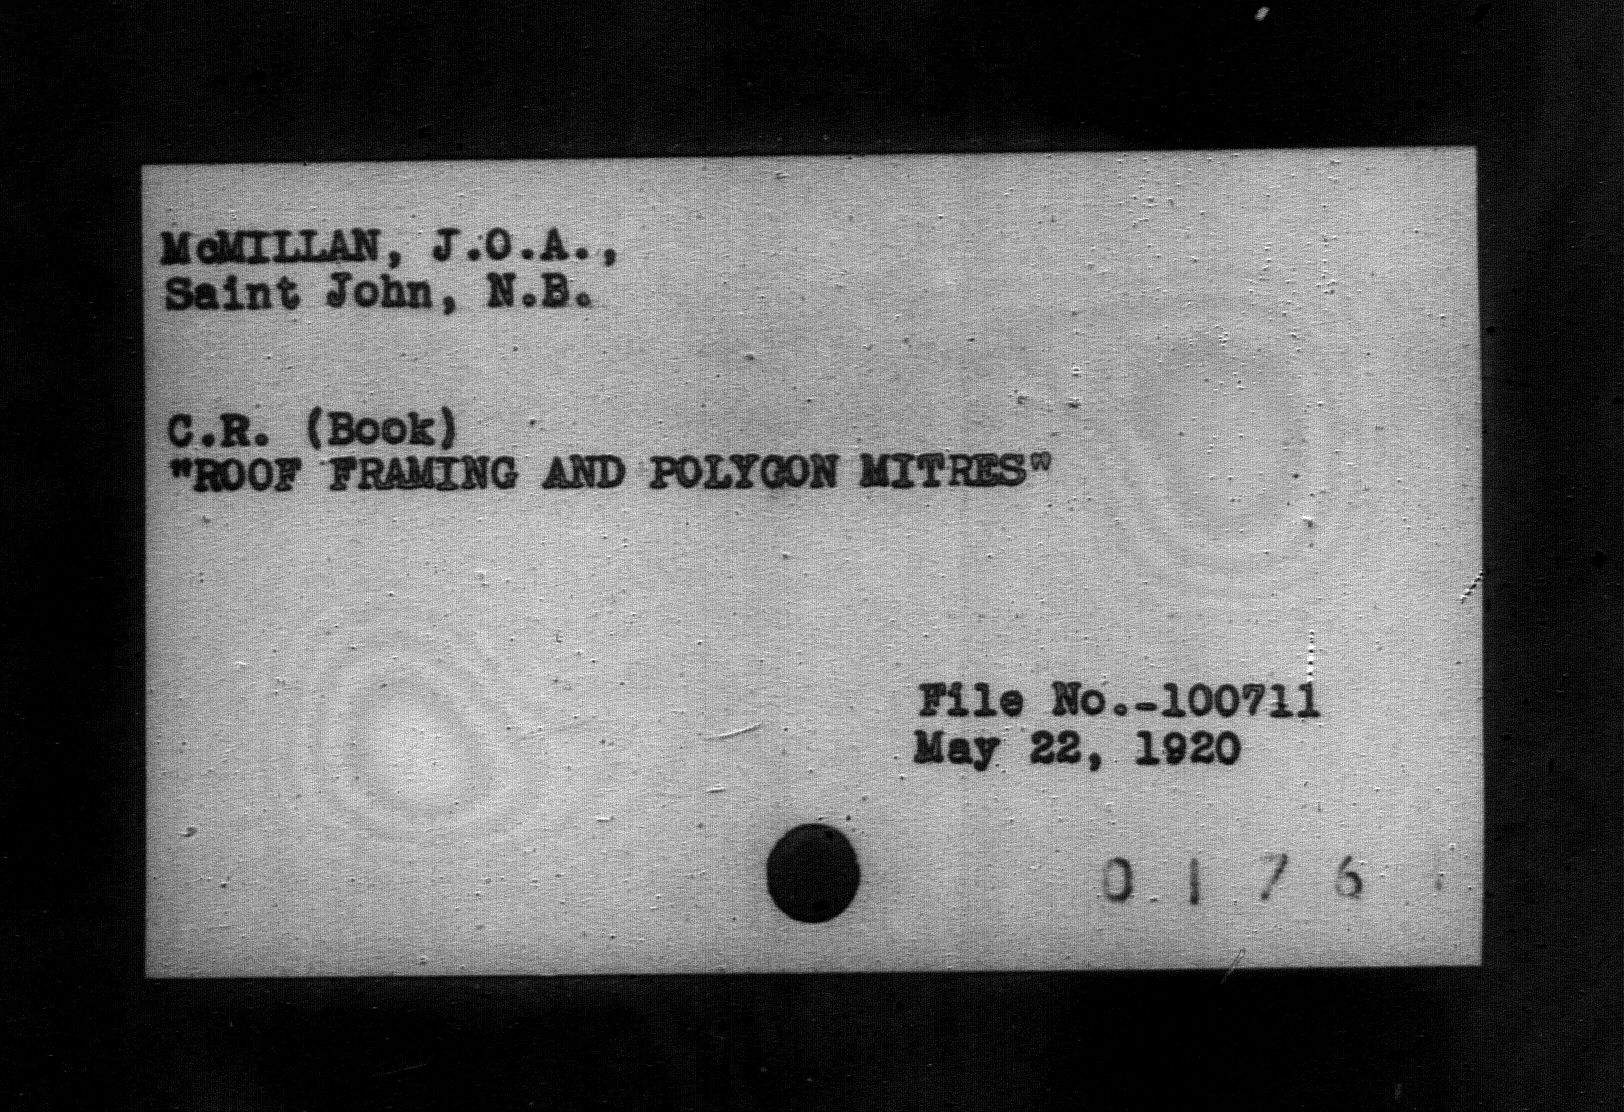 McMILLAN, J.O.A.,
Saint John, N.B.
C.R. (Book)
"ROOF FRAMING AND POLYGON MITRES"
File No.-100711
May 22, 1920
0176